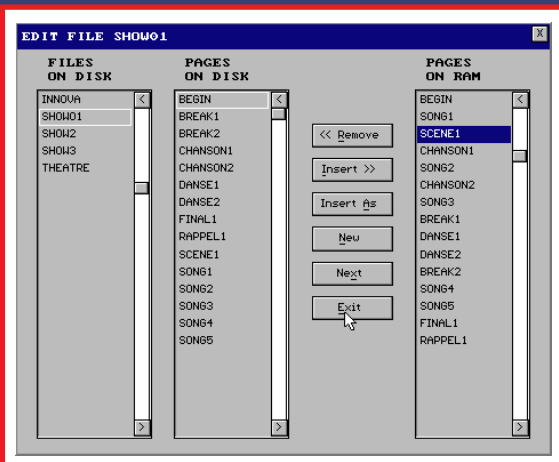 EDIT FILE SHOW01
X
FILES
ON DISK
INNOVA
SHOW01
SHOW2
SHOW3
THEATRE
PAGES
ON DISK
BEGIN
BREAK1
BREAK2
CHANSON1
CHANSON2
DANSE1
DANSE2
FINAL1
RAPPEL1
SCENE1
SONG1
SONG2
SONG3
SONG4
SONG5
<< Remove
Insert >>
Insert As
New
Next
Exit
PAGES
ON RAM
BEGIN
SONG1
SCENE1
CHANSON1
SONG2
CHANSON2
SONG3
BREAK1
DANSE1
DANSE2
BREAK2
SONG4
SONG5
FINAL1
RAPPEL1